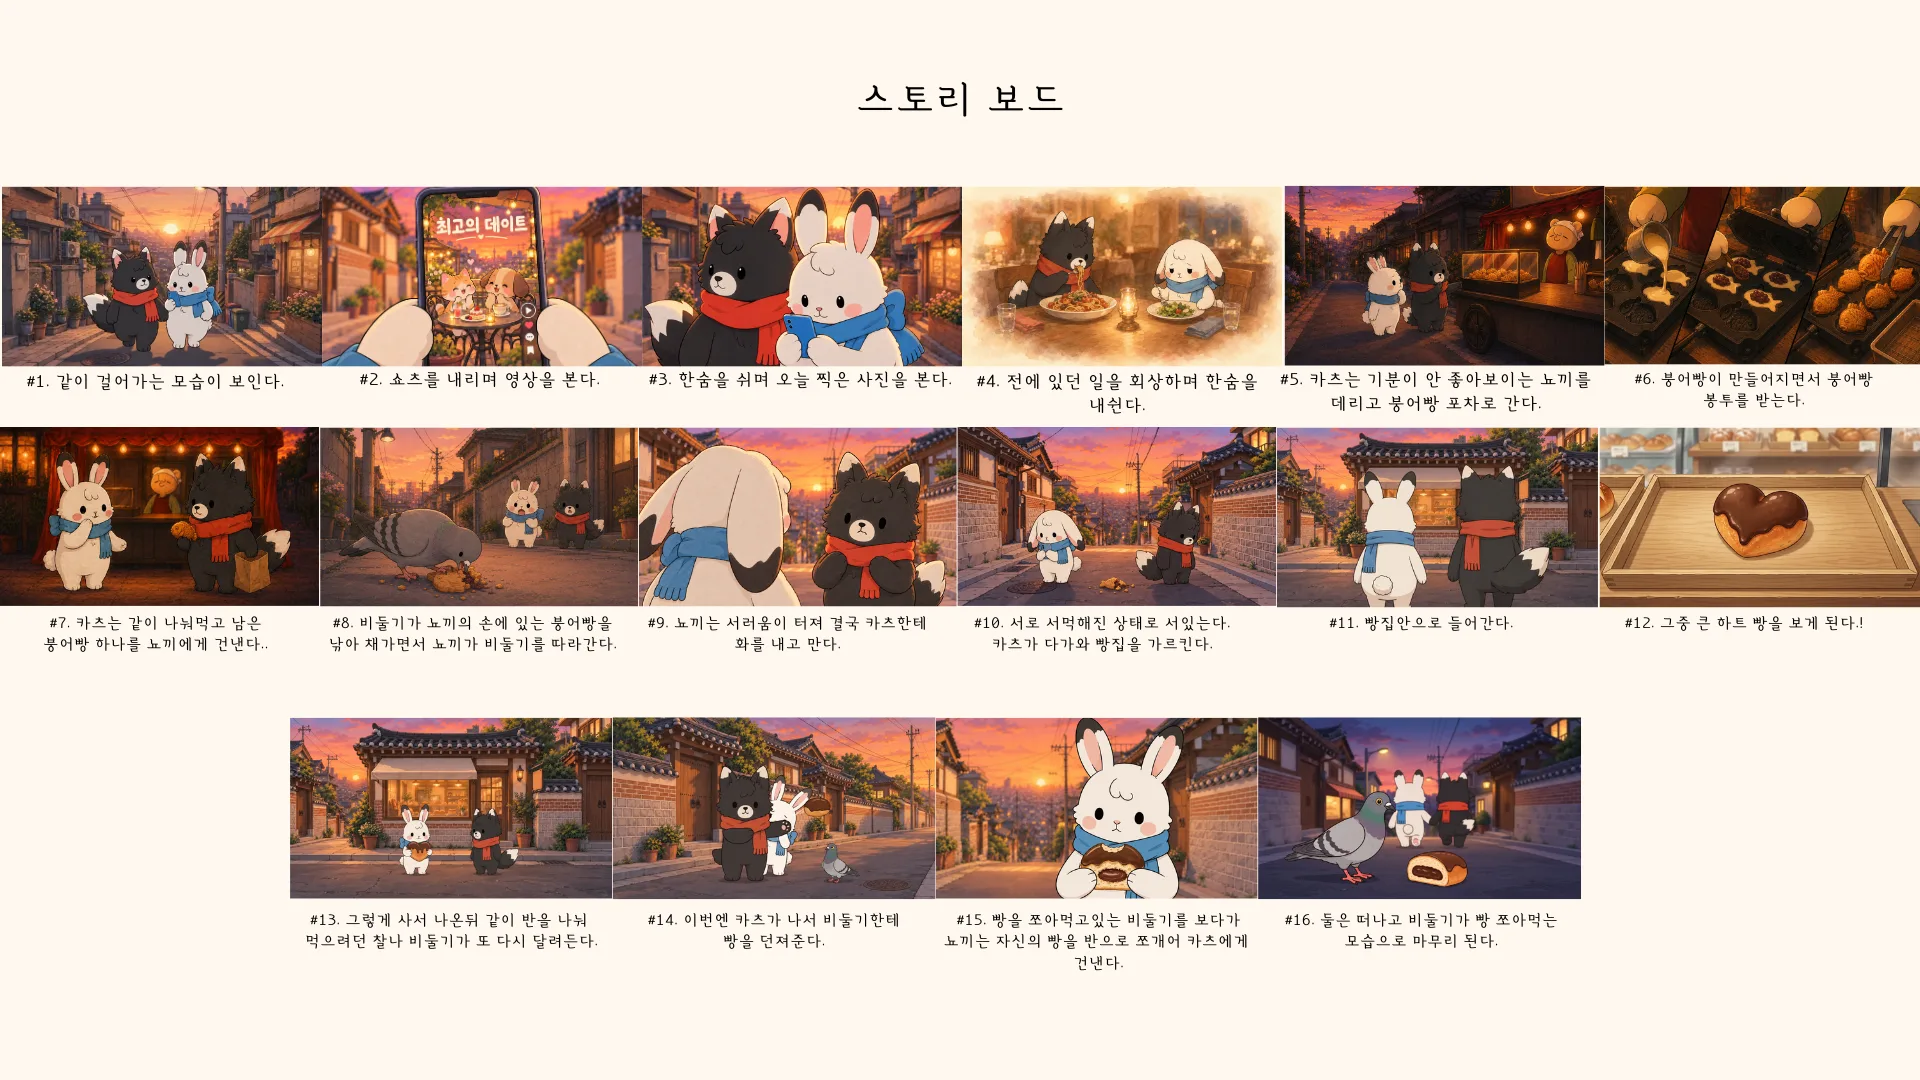 스토리 보드
최고의 데이트
#1. 같이 걸어가는 모습이 보인다.
#2. 쇼츠를 내리며 영상을 본다.
#3. 한숨을 쉬며 오늘 찍은 사진을 본다.
#4. 전에 있던 일을 회상하며 한숨을
내쉰다.
#5. 카츠는 기분이 안 좋아보이는 뇨끼를
데리고 붕어빵 포차로 간다.
#6. 붕어빵이 만들어지면서 붕어빵
봉투를 받는다.
#7. 카츠는 같이 나눠먹고 남은
붕어빵 하나를 뇨끼에게 건낸다..
#8. 비둘기가 뇨끼의 손에 있는 붕어빵을
낚아 채가면서 뇨끼가 비둘기를 따라간다.
#9. 뇨끼는 서러움이 터져 결국 카츠한테
화를 내고 만다.
#10. 서로 서먹해진 상태로 서있는다.
카츠가 다가와 빵집을 가르킨다.
#11. 빵집안으로 들어간다.
#12. 그중 큰 하트 빵을 보게 된다.!
#13. 그렇게 사서 나온뒤 같이 반을 나눠
먹으려던 찰나 비둘기가 또 다시 달려든다.
#14. 이번엔 카츠가 나서 비둘기한테
빵을 던져준다.
#15. 빵을 쪼아먹고있는 비둘기를 보다가
뇨끼는 자신의 빵을 반으로 쪼개어 카츠에게
건낸다.
#16. 둘은 떠나고 비둘기가 빵 쪼아먹는
모습으로 마무리 된다.